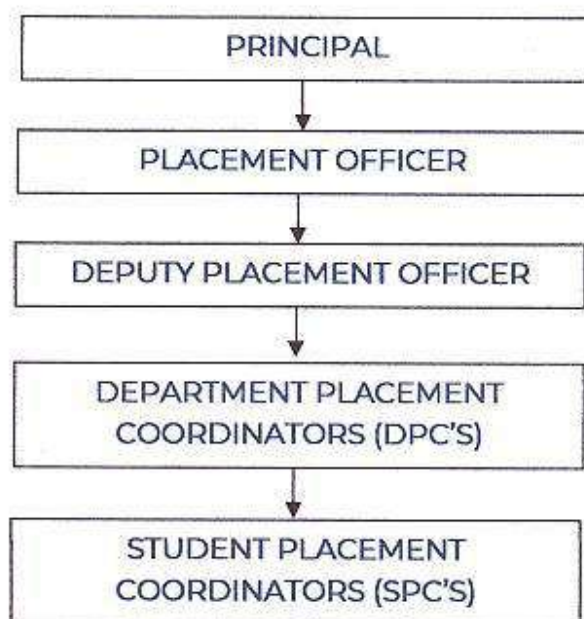 PRINCIPAL
PLACEMENT OFFICER
DEPUTY PLACEMENT OFFICER
DEPARTMENT PLACEMENT
COORDINATORS (DPC'S)
STUDENT PLACEMENT
COORDINATORS (SPC'S)